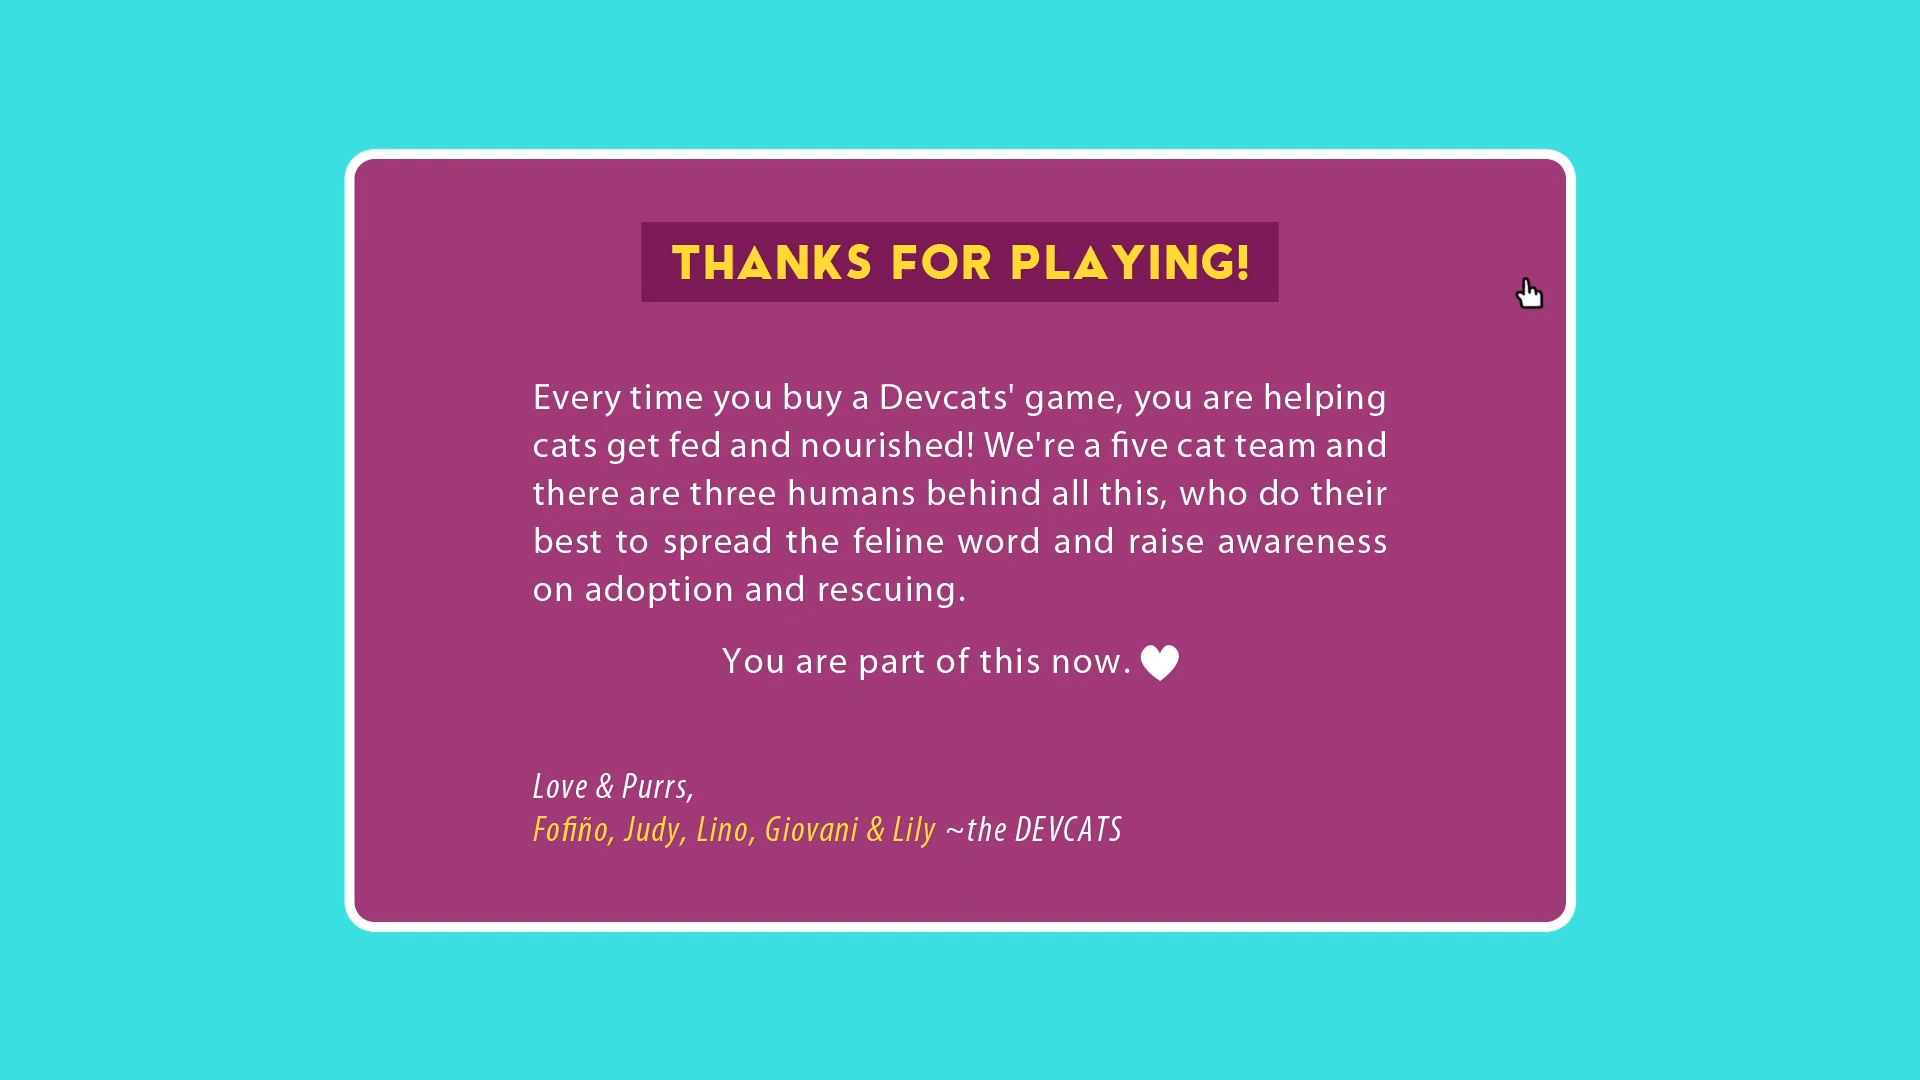 THANKS FOR PLAYING!
Every time you buy a Devcats' game, you are helping
cats get fed and nourished! We're a five cat team and
there are three humans behind all this, who do their
best to spread the feline word and raise awareness
on adoption and rescuing.
You are part of this now.
Love & Purrs,
Fofiño, Judy, Lino, Giovani & Lily ~the DEVCATS